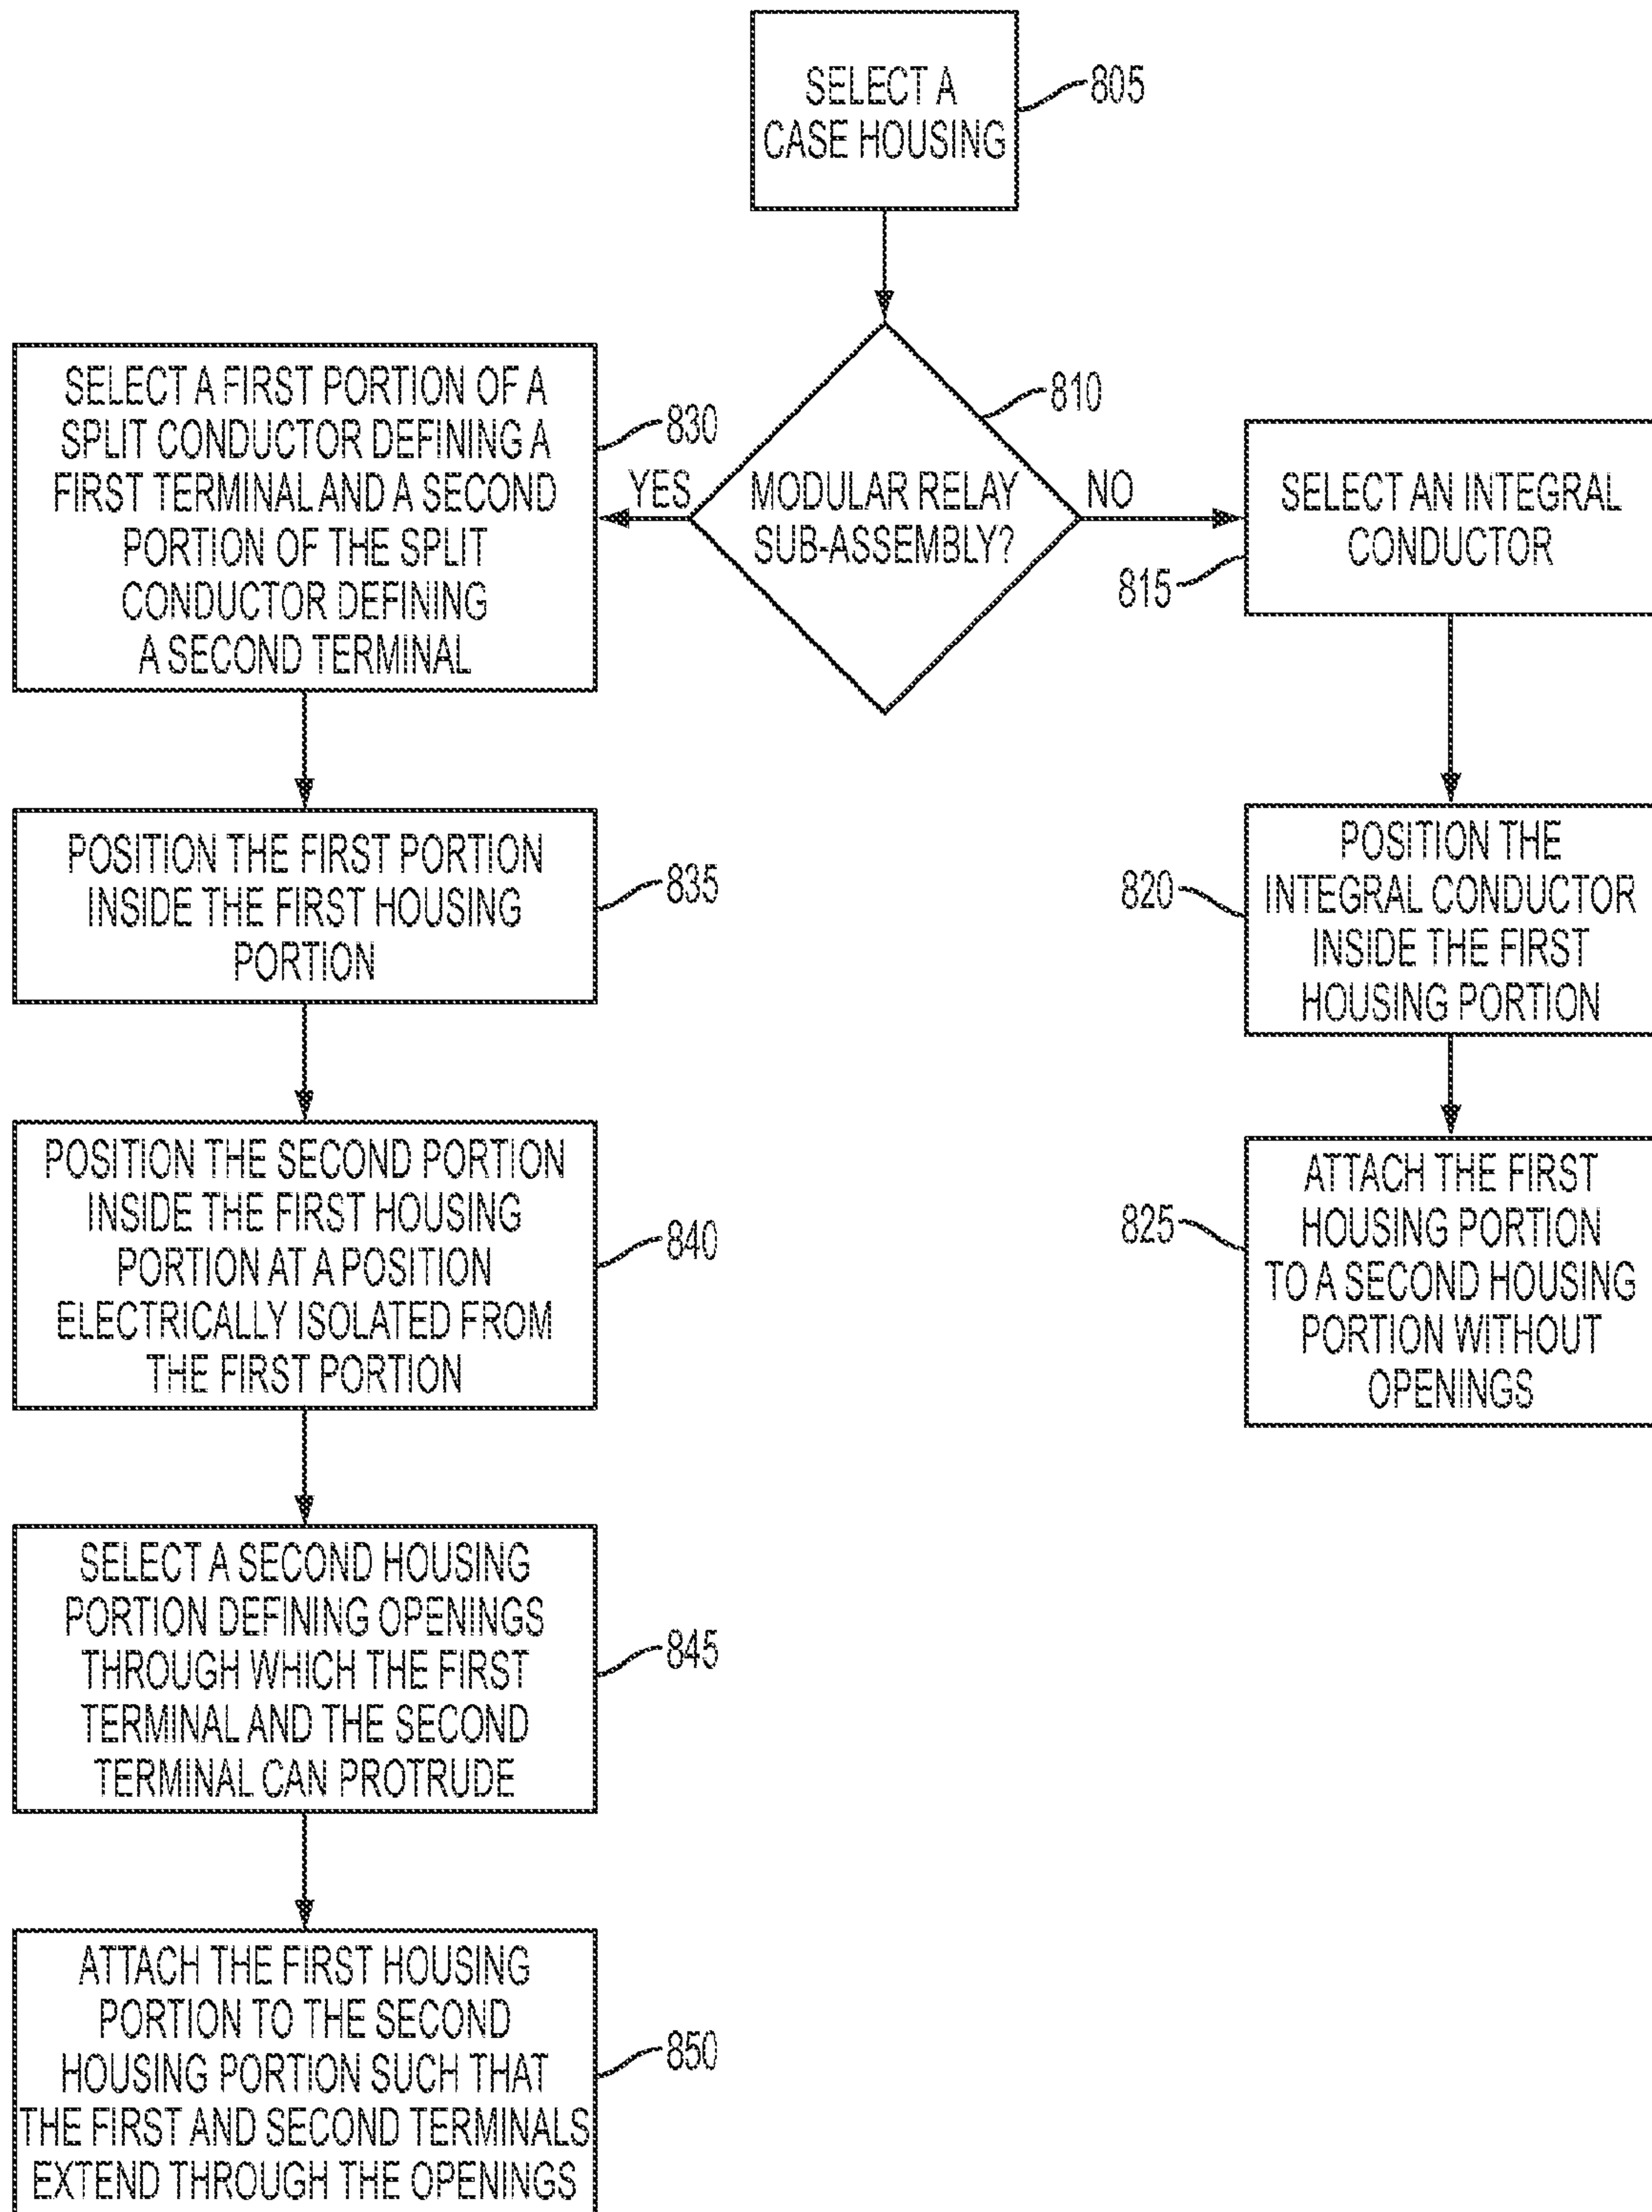 SELECT A
CASE HOUSING
805
MODULAR RELAY
SUB-ASSEMBLY?
810
YES
NO
SELECT A FIRST PORTION OF A
SPLIT CONDUCTOR DEFINING A
FIRST TERMINAL AND A SECOND
PORTION OF THE SPLIT
CONDUCTOR DEFINING
A SECOND TERMINAL
830
POSITION THE FIRST PORTION
INSIDE THE FIRST HOUSING
PORTION
835
POSITION THE SECOND PORTION
INSIDE THE FIRST HOUSING
PORTION AT A POSITION
ELECTRICALLY ISOLATED FROM
THE FIRST PORTION
840
SELECT A SECOND HOUSING
PORTION DEFINING OPENINGS
THROUGH WHICH THE FIRST
TERMINAL AND THE SECOND
TERMINAL CAN PROTRUDE
845
ATTACH THE FIRST HOUSING
PORTION TO THE SECOND
HOUSING PORTION SUCH THAT
THE FIRST AND SECOND TERMINALS
EXTEND THROUGH THE OPENINGS
850
SELECT AN INTEGRAL
CONDUCTOR
815
POSITION THE
INTEGRAL CONDUCTOR
INSIDE THE FIRST
HOUSING PORTION
820
ATTACH THE FIRST
HOUSING PORTION
TO A SECOND HOUSING
PORTION WITHOUT
OPENINGS
825